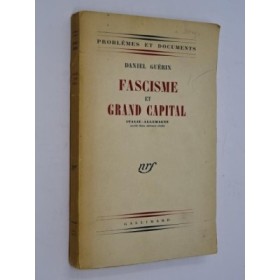 PROBLÈMES ET DOCUMENTS
DANIEL GUÉRIN
FASCISME
ET
GRAND CAPITAL
ITALIE-ALLEMAGNE
nrf
GALLIMARD